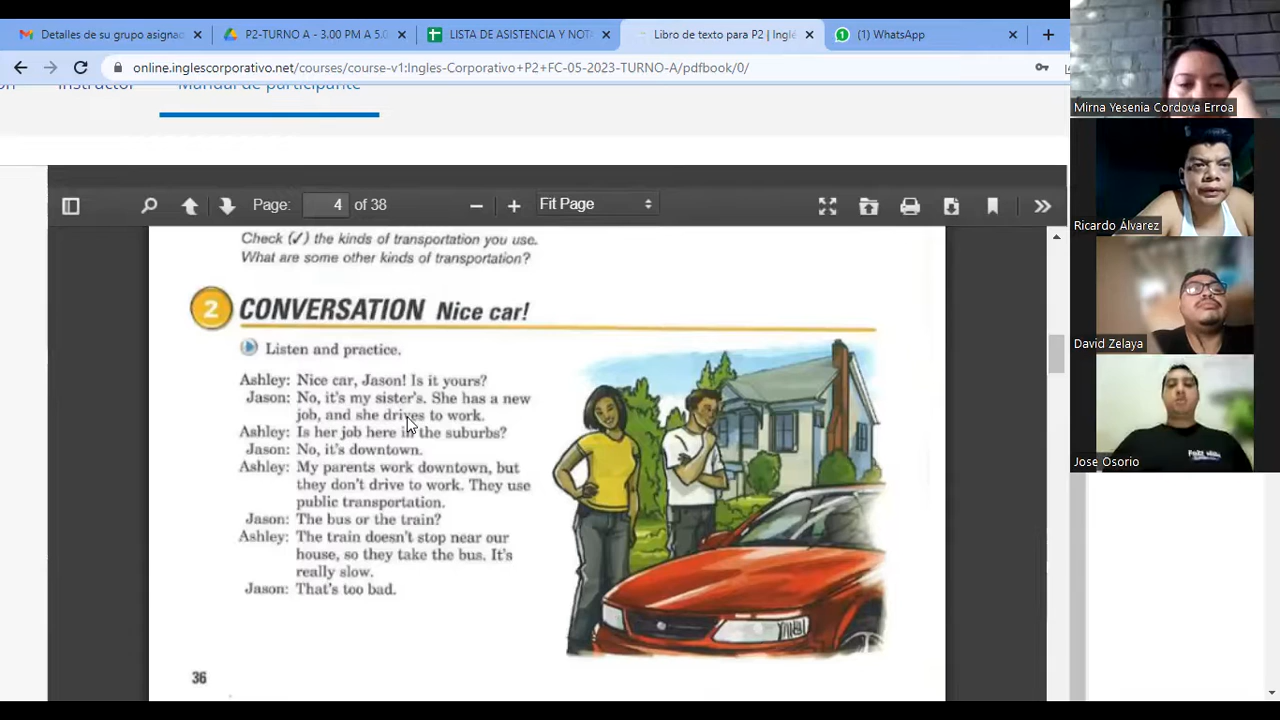 Detalles de su grupo asignad
P2-TURNO A - 3.00 PM A 5.0
LISTA DE ASISTENCIA Y NOT
Libro de texto para P2 | Inglé
(1) WhatsApp
online.inglescorporativo.net/courses/course-v1:Ingles-Corporativo+P2+FC-05-2023-TURNO-A/pdfbook/0/
Instructor
Manual de participante
Page: 4 of 38
Fit Page
Check (✓) the kinds of transportation you use.
What are some other kinds of transportation?
2 CONVERSATION Nice car!
Listen and practice.
Ashley: Nice car, Jason! Is it yours?
Jason: No, it's my sister's. She has a new
job, and she drives to work.
Ashley: Is her job here in the suburbs?
Jason: No, it's downtown.
Ashley: My parents work downtown, but
they don't drive to work. They use
public transportation.
Jason: The bus or the train?
Ashley: The train doesn't stop near our
house, so they take the bus. It's
really slow.
Jason: That's too bad.
36
Mirna Yesenia Cordova Erroa
Ricardo Álvarez
David Zelaya
Jose Osorio